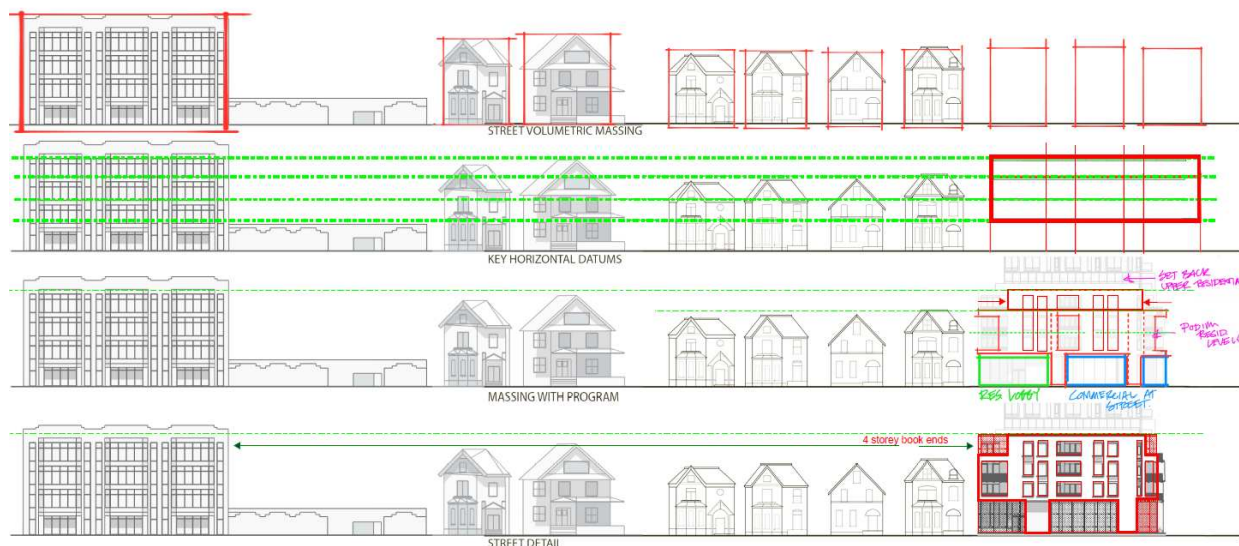 STREET VOLUMETRIC MASSING
KEY HORIZONTAL DATUMS
SET BACK
UPPER RESIDENTIA
PODIUM
RESID
LEVELS
RES. LOBBY
COMMERCIAL AT
STREET.
MASSING WITH PROGRAM
4 storey book ends
STREET DETAIL